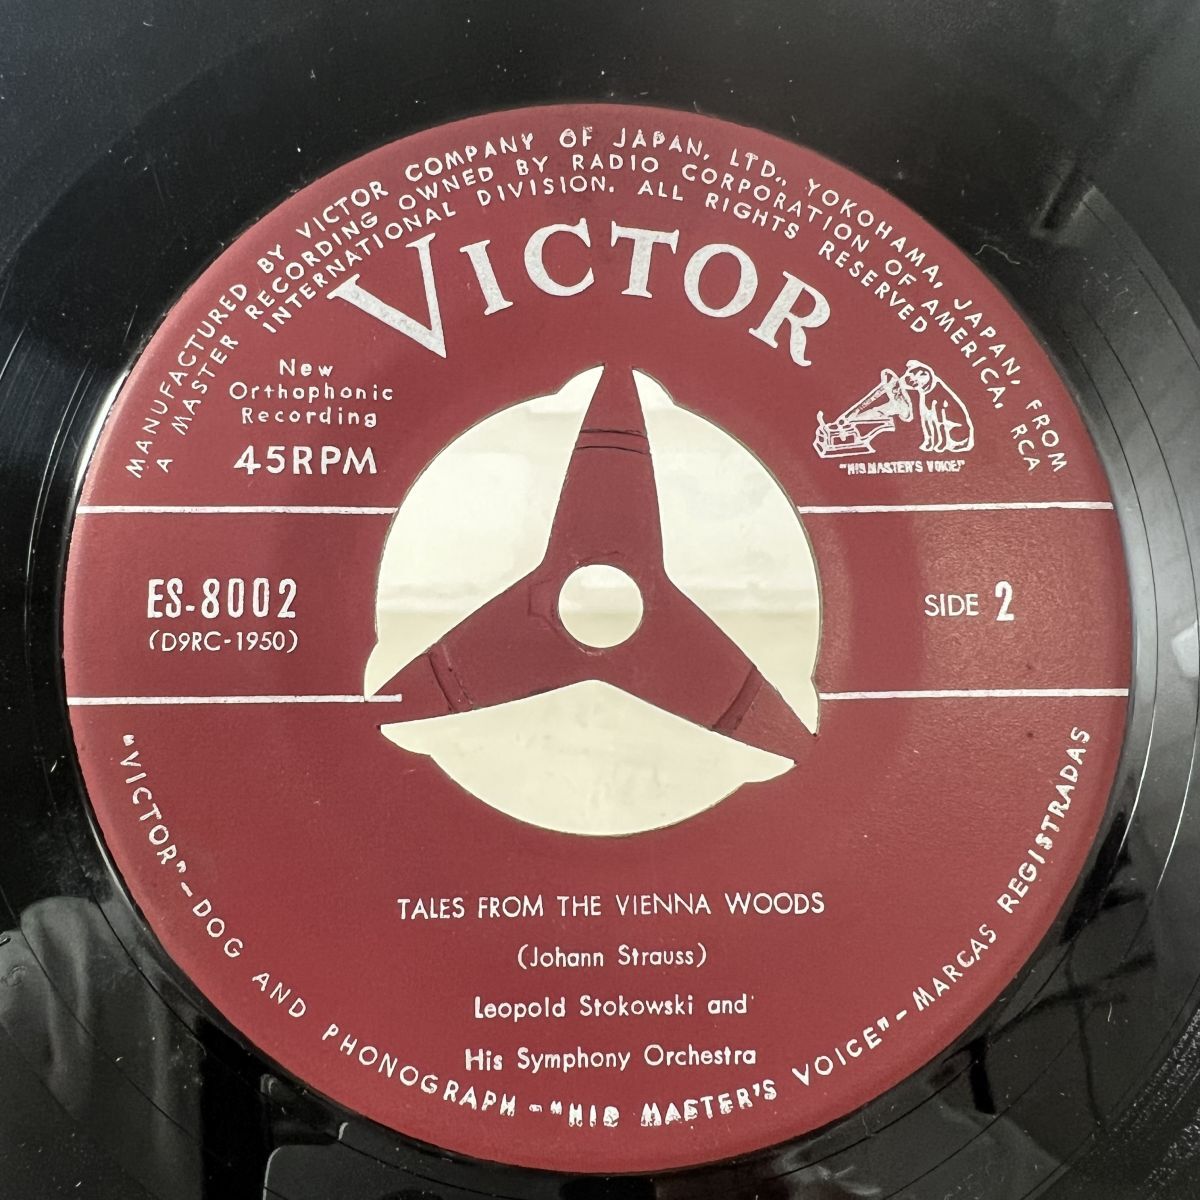 MANUFACTURED BY VICTOR COMPANY OF JAPAN, LTD., YOKOHAMA, JAPAN, FROM
A MASTER RECORDING OWNED BY RADIO CORPORATION OF AMERICA, RCA
INTERNATIONAL DIVISION. ALL RIGHTS RESERVED
VICTOR
New
Orthophonic
Recording
45RPM
"HIS MASTER'S VOICE"
ES-8002
(D9RC-1950)
SIDE 2
TALES FROM THE VIENNA WOODS
(Johann Strauss)
Leopold Stokowski and
His Symphony Orchestra
"VICTOR"-DOG AND PHONOGRAPH-"HIS MASTER'S VOICE"-MARCAS REGISTRADAS